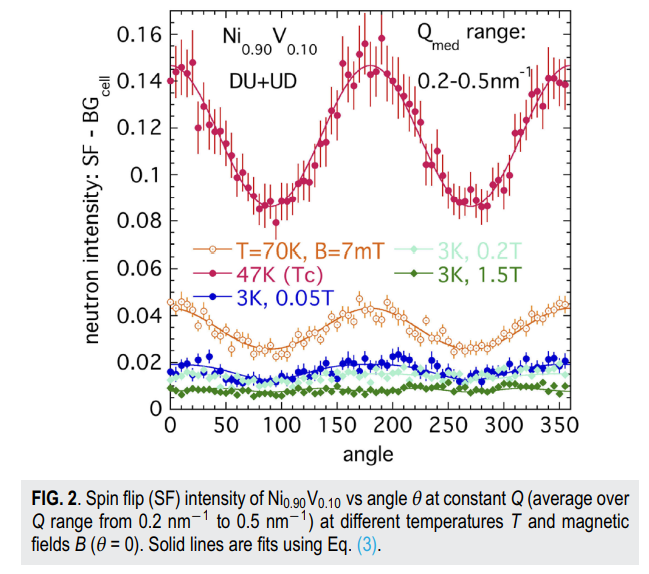 Ni0.90V0.10
Qmed range:
DU+UD
0.2-0.5nm-1
neutron intensity: SF - BGcell
0.16
0.14
0.12
0.1
0.08
0.06
0.04
0.02
0
T=70K, B=7mT
3K, 0.2T
47K (Tc)
3K, 1.5T
3K, 0.05T
0 50 100 150 200 250 300 350
angle
FIG. 2. Spin flip (SF) intensity of Ni0.90V0.10 vs angle θ at constant Q (average over
Q range from 0.2 nm−1 to 0.5 nm−1) at different temperatures T and magnetic
fields B (θ = 0). Solid lines are fits using Eq. (3).